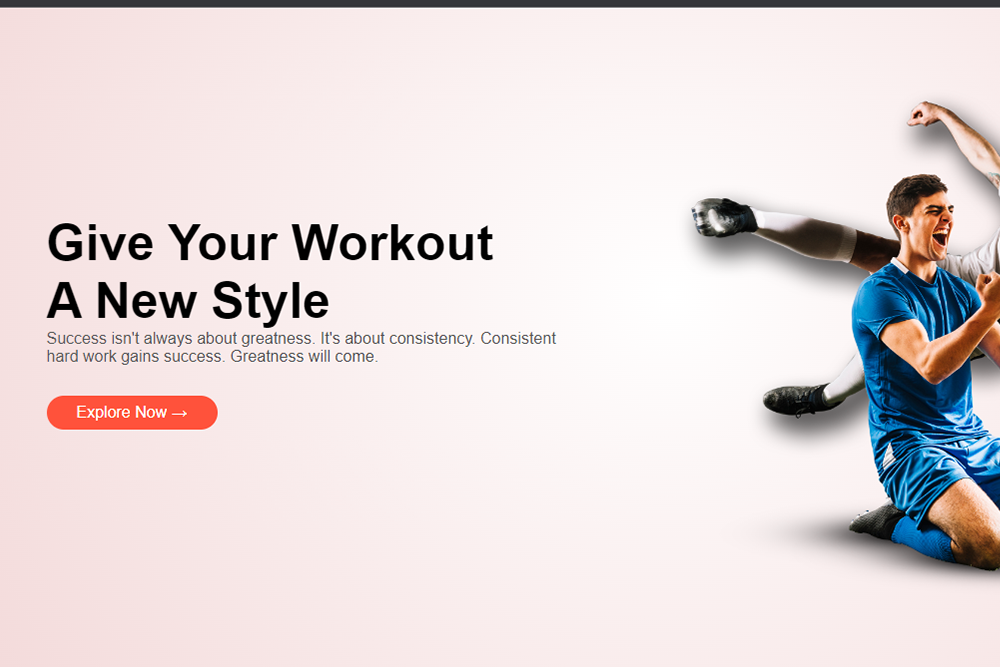 Give Your Workout
A New Style
Success isn't always about greatness. It's about consistency. Consistent
hard work gains success. Greatness will come.
Explore Now →